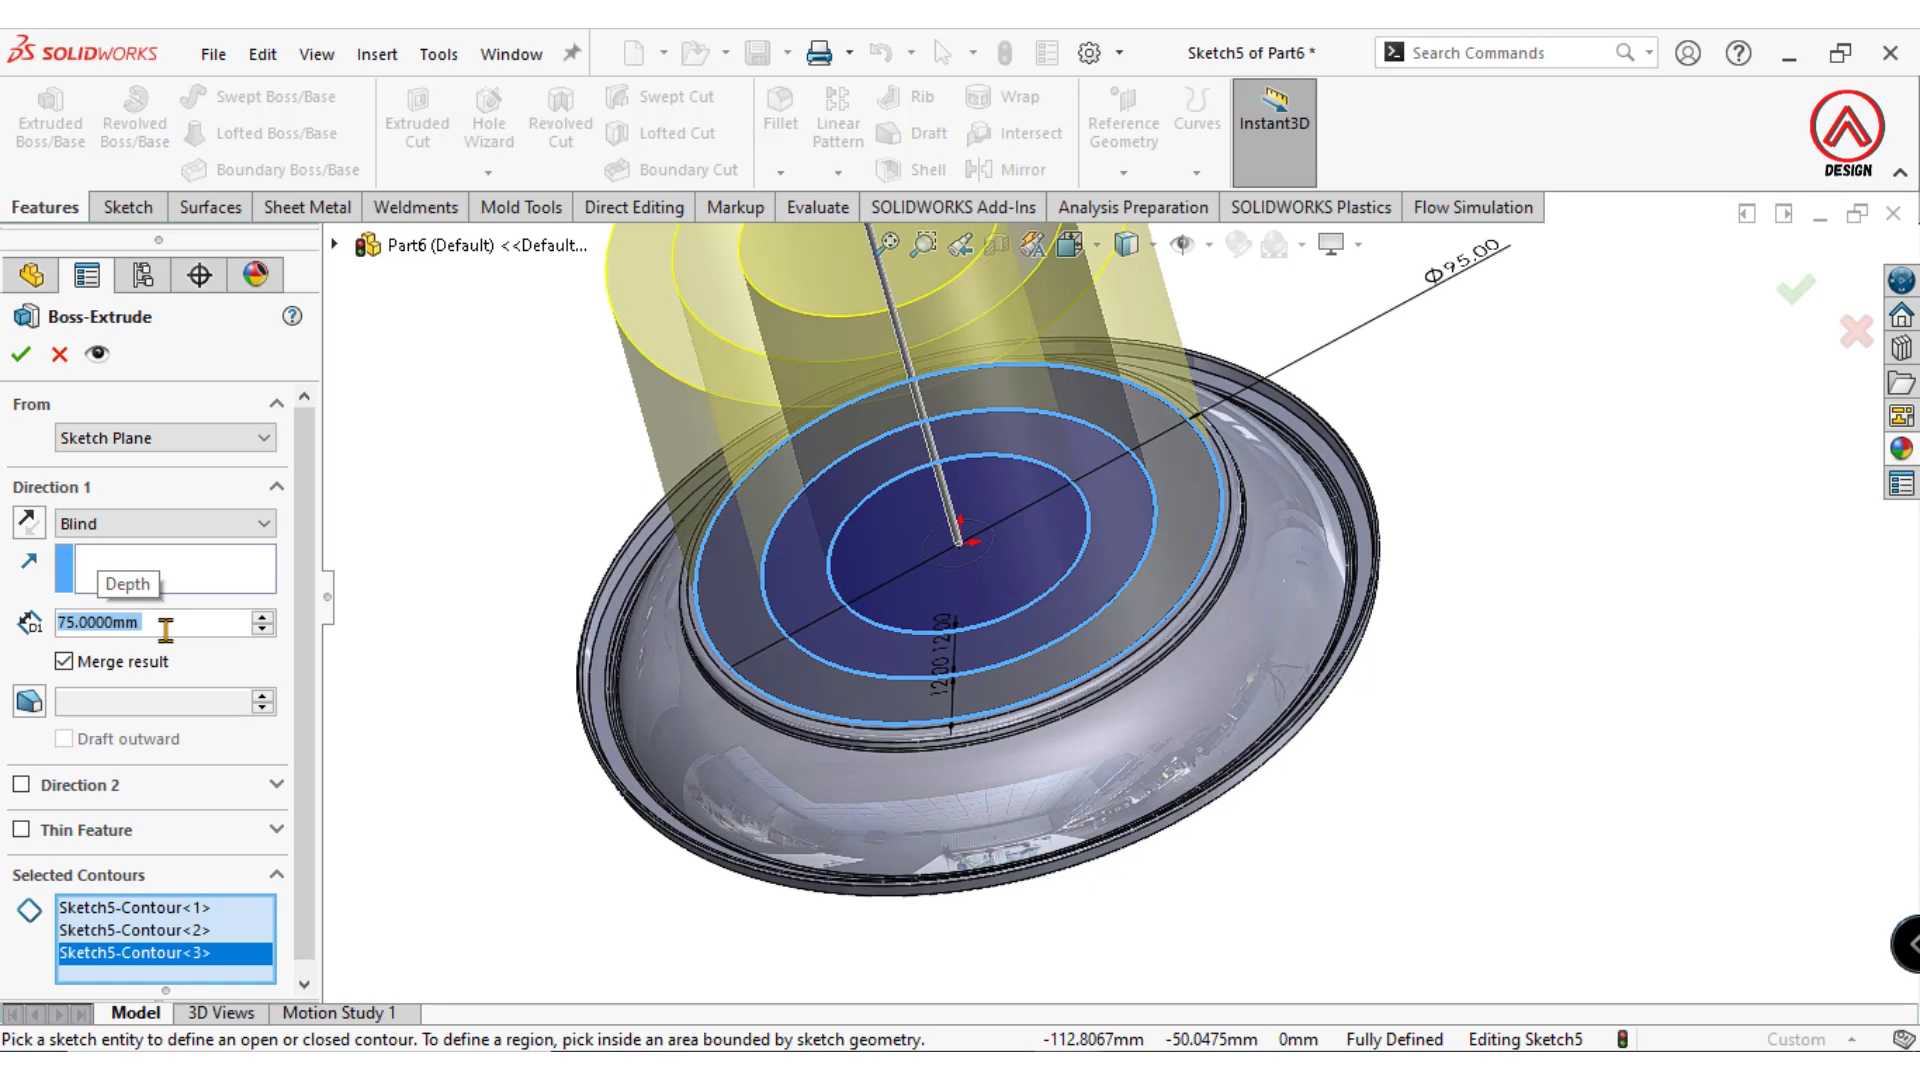 SOLIDWORKS File Edit View Insert Tools Window Sketch5 of Part6 * Search Commands
Extruded Boss/Base
Revolved Boss/Base
Swept Boss/Base
Lofted Boss/Base
Boundary Boss/Base
Extruded Cut
Hole Wizard
Revolved Cut
Swept Cut
Lofted Cut
Boundary Cut
Fillet
Linear Pattern
Rib
Draft
Shell
Wrap
Intersect
Mirror
Reference Geometry
Curves
Instant3D
DESIGN
Features Sketch Surfaces Sheet Metal Weldments Mold Tools Direct Editing Markup Evaluate SOLIDWORKS Add-Ins Analysis Preparation SOLIDWORKS Plastics Flow Simulation
Part6 (Default) <<Default...
Φ95.00
Boss-Extrude
From
Sketch Plane
Direction 1
Blind
Depth
D1
75.0000mm
Merge result
Draft outward
Direction 2
Thin Feature
Selected Contours
Sketch5-Contour<1>
Sketch5-Contour<2>
Sketch5-Contour<3>
12.00 12.00
Model 3D Views Motion Study 1
Pick a sketch entity to define an open or closed contour. To define a region, pick inside an area bounded by sketch geometry. -112.8067mm -50.0475mm 0mm Fully Defined Editing Sketch5 Custom